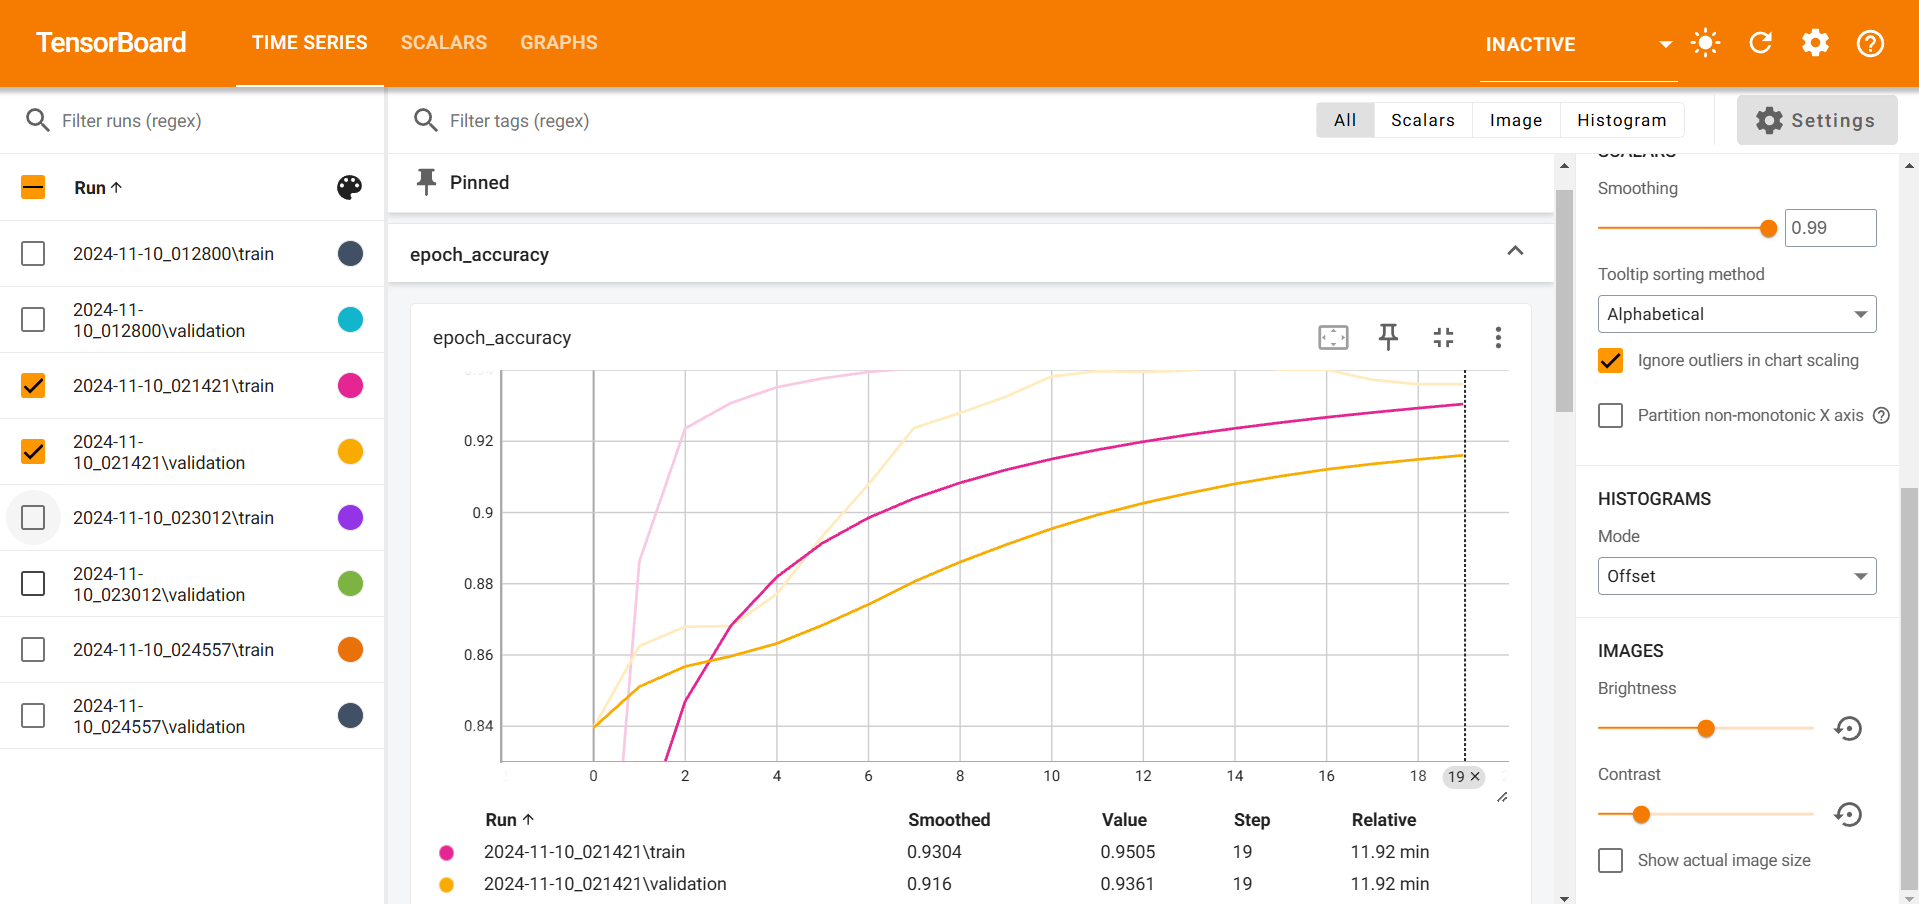 TensorBoard
TIME SERIES SCALARS GRAPHS
INACTIVE
Filter runs (regex)
Filter tags (regex)
All Scalars Image Histogram
Settings
Run
2024-11-10_012800\train
2024-11-
10_012800\validation
2024-11-10_021421\train
2024-11-
10_021421\validation
2024-11-10_023012\train
2024-11-
10_023012\validation
2024-11-10_024557\train
2024-11-
10_024557\validation
Pinned
epoch_accuracy
epoch_accuracy
0.94
0.92
0.9
0.88
0.86
0.84
0 2 4 6 8 10 12 14 16 18 19
Run Smoothed Value Step Relative
2024-11-10_021421\train 0.9304 0.9505 19 11.92 min
2024-11-10_021421\validation 0.916 0.9361 19 11.92 min
SCALARS
Smoothing
0.99
Tooltip sorting method
Alphabetical
Ignore outliers in chart scaling
Partition non-monotonic X axis
HISTOGRAMS
Mode
Offset
IMAGES
Brightness
Contrast
Show actual image size